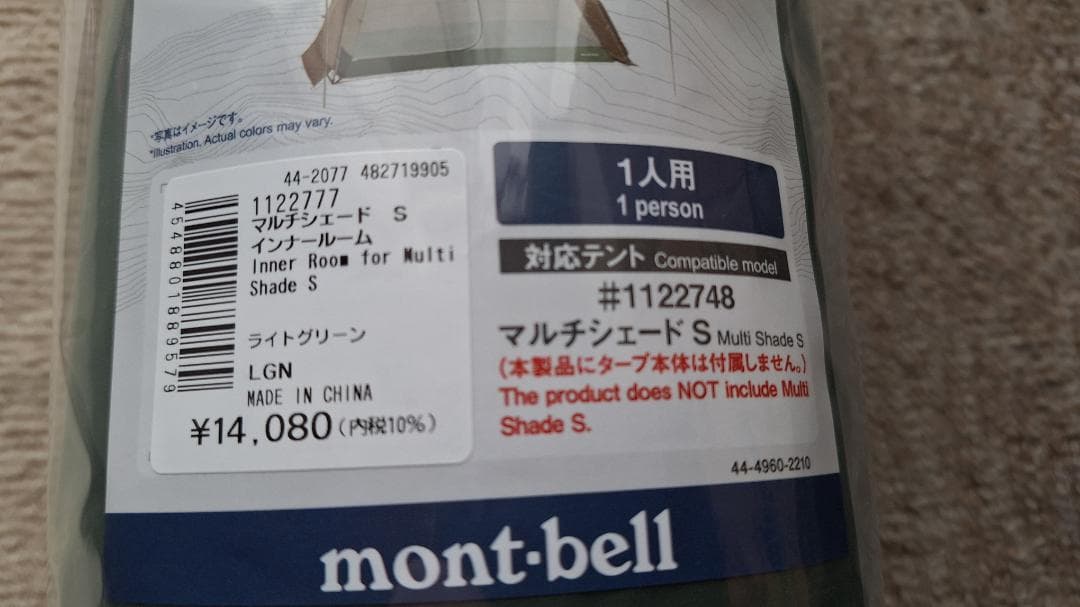 *写真はイメージです。
*Illustration. Actual colors may vary.
44-2077 482719905
1122777
マルチシェード S
インナールーム
Inner Room for Multi
Shade S
ライトグリーン
LGN
MADE IN CHINA
¥14,080(内税10%)
4548801889579
1人用
1 person
対応テント Compatible model
#1122748
マルチシェード S Multi Shade S
(本製品にタープ本体は付属しません。)
The product does NOT include Multi
Shade S.
44-4960-2210
mont-bell